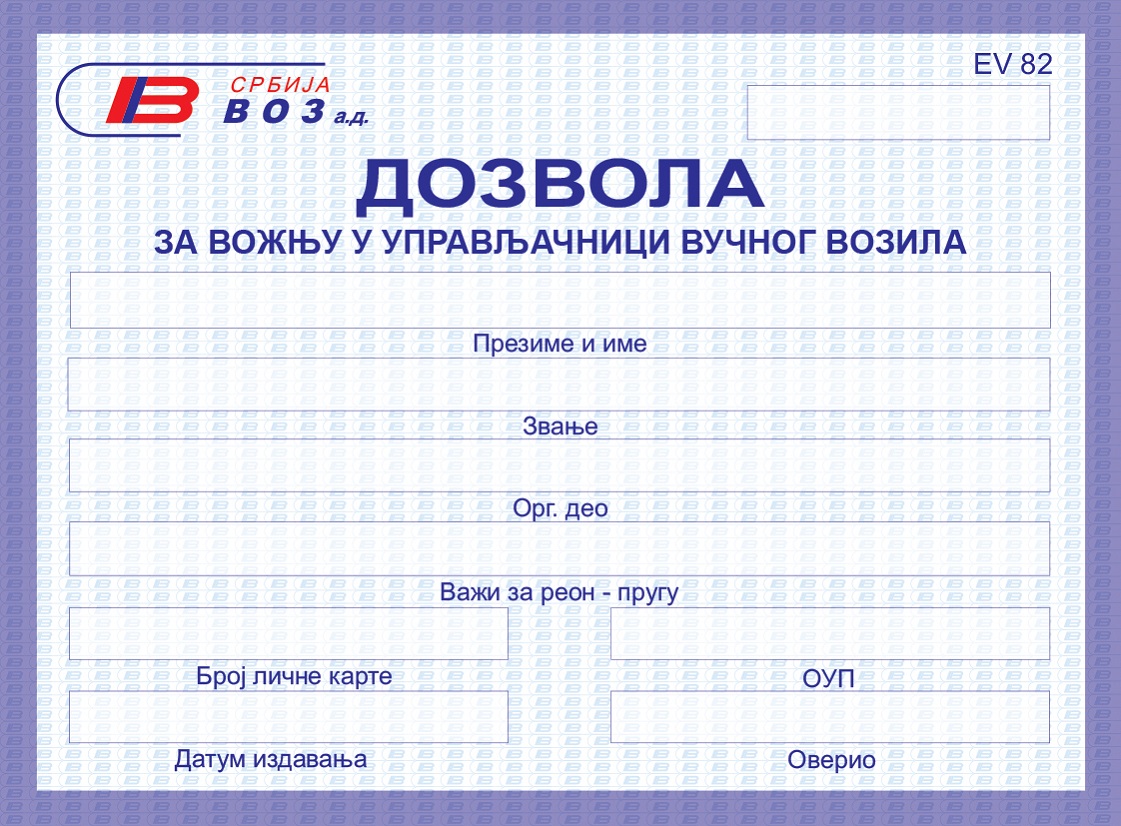 EV 82
СРБИЈА
ВОЗ а.д.
ДОЗВОЛА
ЗА ВОЖЊУ У УПРАВЉАЧНИЦИ ВУЧНОГ ВОЗИЛА
Презиме и име
Звање
Орг. део
Важи за реон - пругу
Број личне карте
ОУП
Датум издавања
Оверио